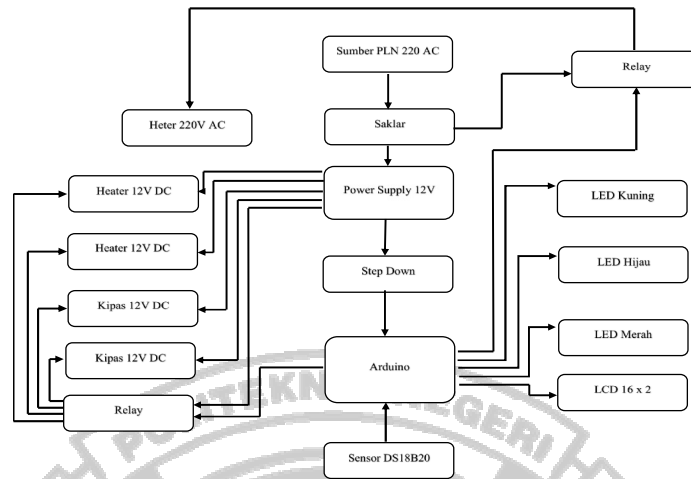 Sumber PLN 220 AC
Relay
Heter 220V AC
Saklar
Heater 12V DC
Power Supply 12V
LED Kuning
Heater 12V DC
Step Down
LED Hijau
Kipas 12V DC
LED Merah
Kipas 12V DC
Arduino
LCD 16 x 2
Relay
Sensor DS18B20
POLITEKNIK NEGERI